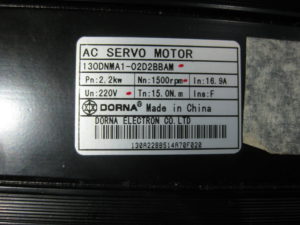 AC SERVO MOTOR
130DNMA1-02D2BBAM
Pn:2.2kw Nn:1500rpm In:16.9A
Un:220V Tn:15.0N.m Ins:F
DORNA® Made in China
DORNA ELECTRON CO.LTD
130A22BBS14A70F020